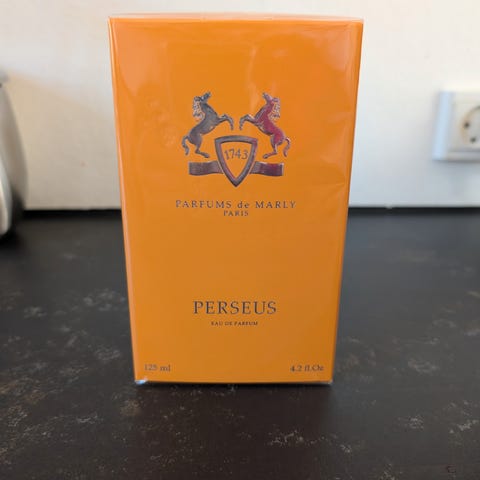 1743
PARFUMS de MARLY
PARIS
PERSEUS
EAU DE PARFUM
125 ml 4.2 fl.Oz